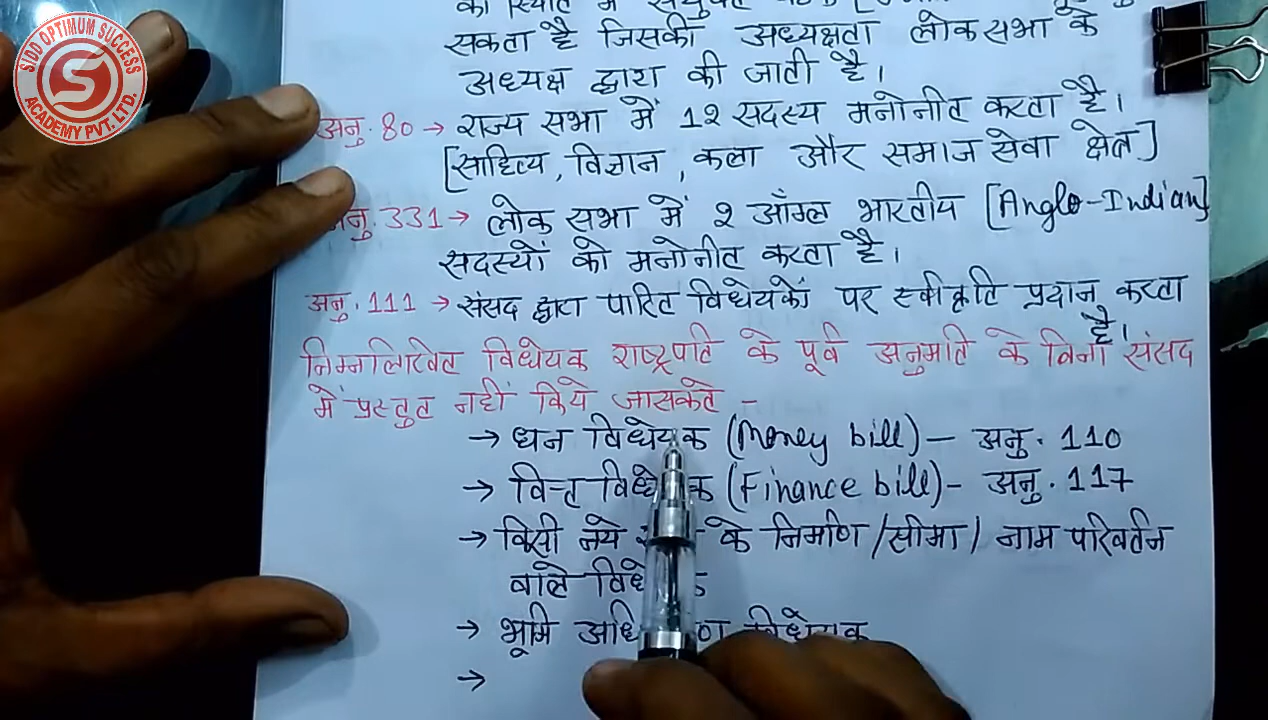 SIDD OPTIMUM SUCCESS
S
ACADEMY PVT. LTD.
सकता है जिसकी अध्यक्षता लोक सभा के
अध्यक्ष द्वारा की जाती है।
अनु. 80 → राज्य सभा में 12 सदस्य मनोनीत करता है।
[साहित्य, विज्ञान, कला और समाज सेवा क्षेत्र]
अनु. 331 → लोक सभा में 2 आँग्ल भारतीय [Anglo-Indian]
सदस्यों को मनोनीत करता है।
अनु. 111 → संसद द्वारा पारित विधेयकों पर स्वीकृति प्रदान करता
है।
निम्नलिखित विधेयक राष्ट्रपति के पूर्व अनुमति के बिना संसद
में प्रस्तुत नहीं किये जासकते -
→ धन विधेयक (Money bill) - अनु. 110
→ वित्त (Finance bill) - अनु. 117
→ किसी नये के निर्माण /सीमा / नाम परिवर्तन
वाले
→ भूमि विधेयक
→